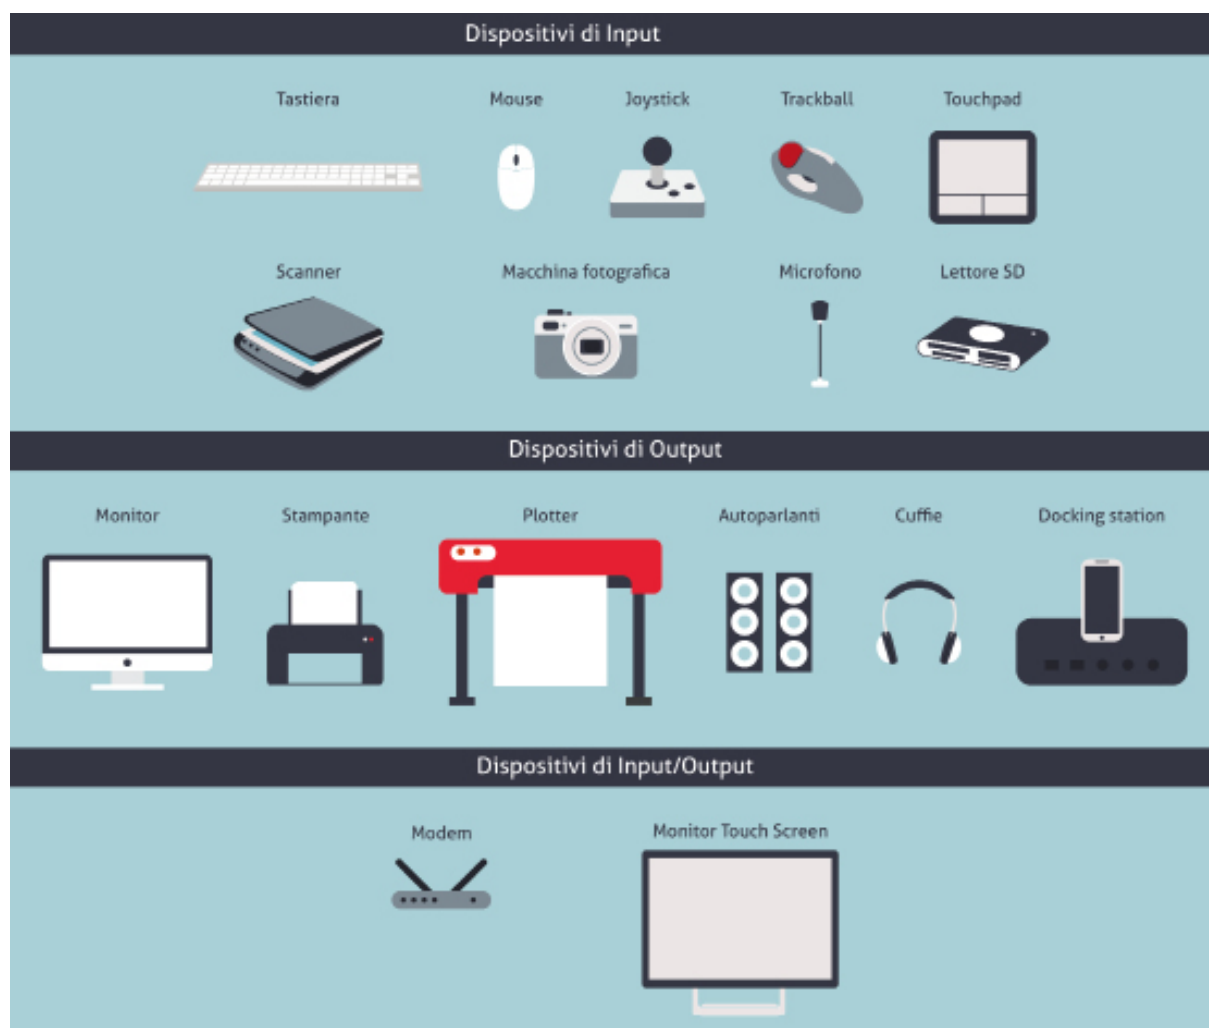 Dispositivi di Input
Tastiera
Mouse
Joystick
Trackball
Touchpad
Scanner
Macchina fotografica
Microfono
Lettore SD
Dispositivi di Output
Monitor
Stampante
Plotter
Autoparlanti
Cuffie
Docking station
Dispositivi di Input/Output
Modem
Monitor Touch Screen